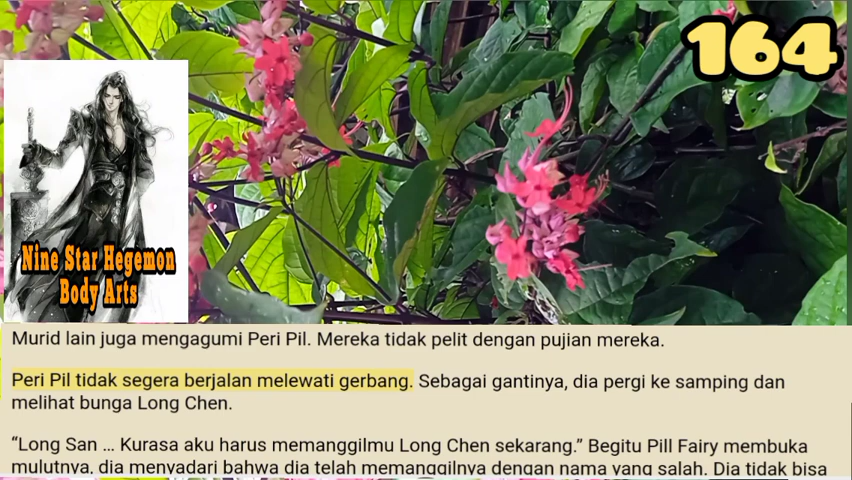 164
Nine Star Hegemon
Body Arts
Murid lain juga mengagumi Peri Pil. Mereka tidak pelit dengan pujian mereka.
Peri Pil tidak segera berjalan melewati gerbang. Sebagai gantinya, dia pergi ke samping dan
melihat bunga Long Chen.
“Long San ... Kurasa aku harus memanggilmu Long Chen sekarang.” Begitu Pill Fairy membuka
mulutnya, dia menyadari bahwa dia telah memanggilnya dengan nama yang salah. Dia tidak bisa